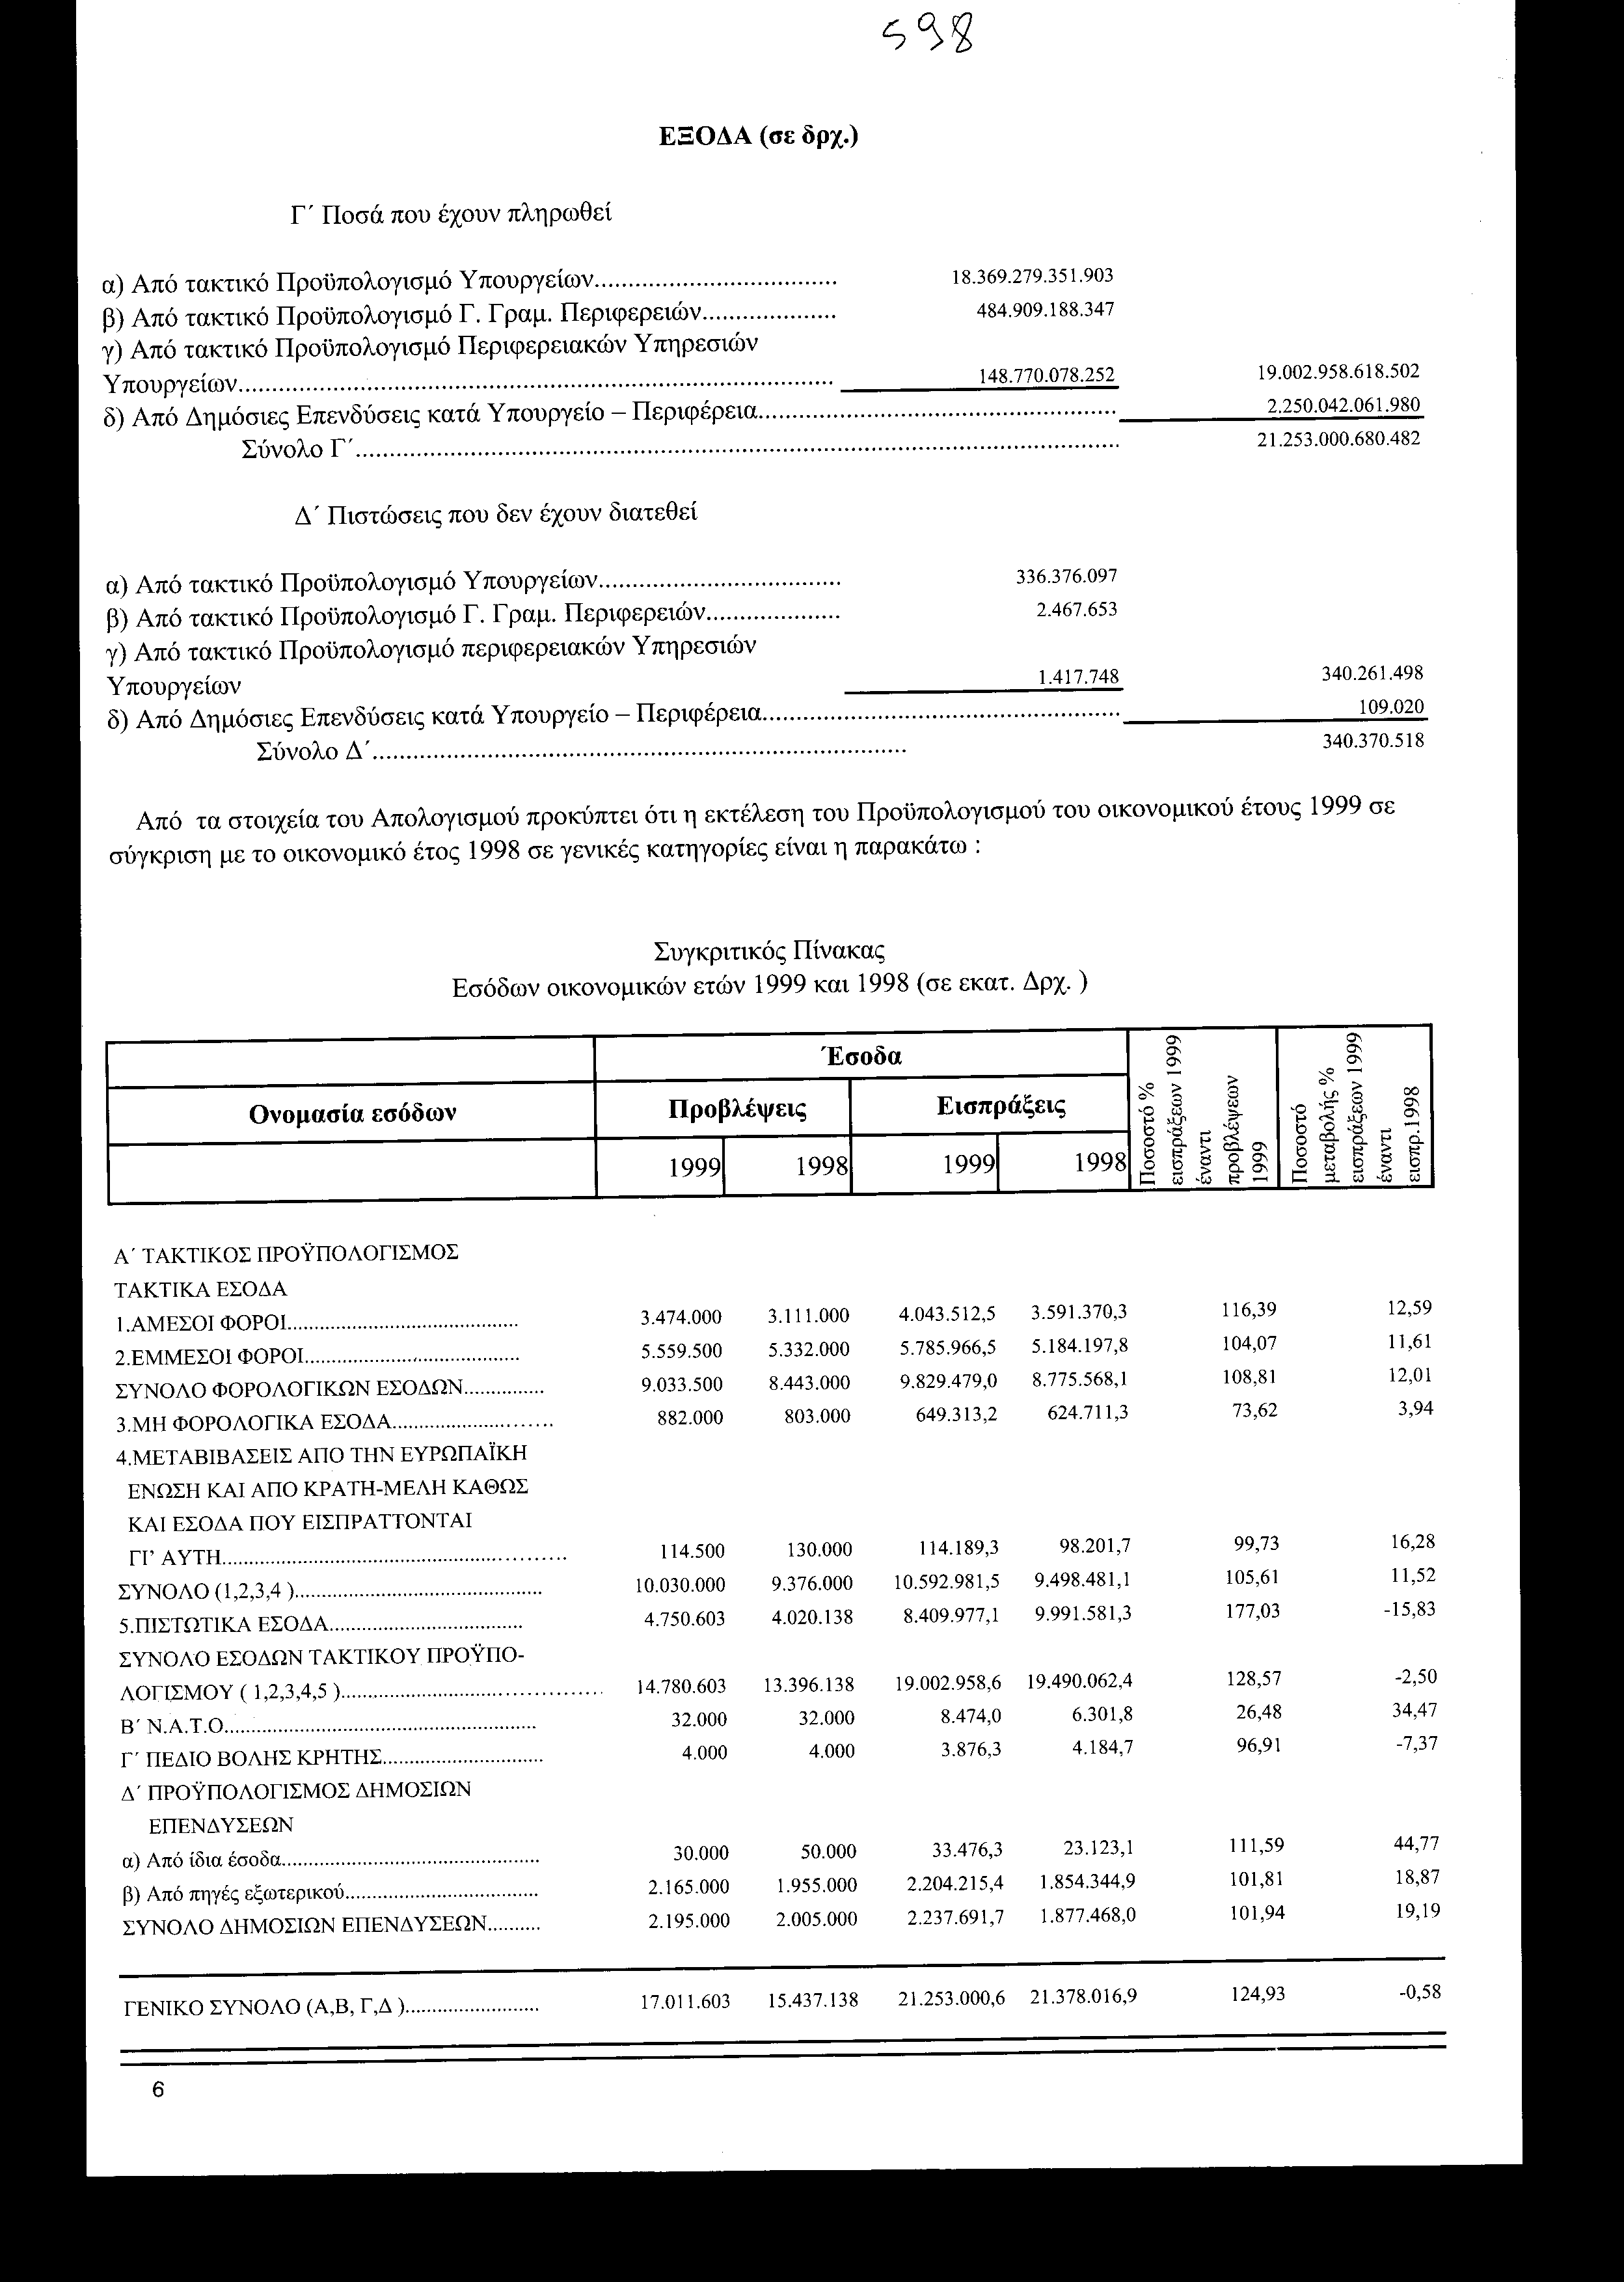 598
ΕΞΟΔΑ (σε δρχ.)
Γ΄ Ποσά που έχουν πληρωθεί
α) Από τακτικό Προϋπολογισμό Υπουργείων........................................ 18.369.279.351.903
β) Από τακτικό Προϋπολογισμό Γ. Γραμ. Περιφερειών...................... 484.909.188.347
γ) Από τακτικό Προϋπολογισμό Περιφερειακών Υπηρεσιών
Υπουργείων........................................ 148.770.078.252 19.002.958.618.502
δ) Από Δημόσιες Επενδύσεις κατά Υπουργείο – Περιφέρεια........................................ 2.250.042.061.980
Σύνολο Γ΄........................................ 21.253.000.680.482
Δ΄ Πιστώσεις που δεν έχουν διατεθεί
α) Από τακτικό Προϋπολογισμό Υπουργείων........................................ 336.376.097
β) Από τακτικό Προϋπολογισμό Γ. Γραμ. Περιφερειών...................... 2.467.653
γ) Από τακτικό Προϋπολογισμό περιφερειακών Υπηρεσιών
Υπουργείων 1.417.748 340.261.498
δ) Από Δημόσιες Επενδύσεις κατά Υπουργείο – Περιφέρεια........................................ 109.020
Σύνολο Δ΄........................................ 340.370.518
Από τα στοιχεία του Απολογισμού προκύπτει ότι η εκτέλεση του Προϋπολογισμού του οικονομικού έτους 1999 σε
σύγκριση με το οικονομικό έτος 1998 σε γενικές κατηγορίες είναι η παρακάτω :
Συγκριτικός Πίνακας
Εσόδων οικονομικών ετών 1999 και 1998 (σε εκατ. Δρχ. )
Έσοδα
Ονομασία εσόδων Προβλέψεις Εισπράξεις
1999 1998 1999 1998
Ποσοστό %
εισπράξεων 1999
έναντι
προβλέψεων
1999
Ποσοστό
μεταβολής %
εισπράξεων 1999
έναντι
εισπρ.1998
Α΄ ΤΑΚΤΙΚΟΣ ΠΡΟΫΠΟΛΟΓΙΣΜΟΣ
ΤΑΚΤΙΚΑ ΕΣΟΔΑ
1.ΑΜΕΣΟΙ ΦΟΡΟΙ........................................ 3.474.000 3.111.000 4.043.512,5 3.591.370,3 116,39 12,59
2.ΕΜΜΕΣΟΙ ΦΟΡΟΙ........................................ 5.559.500 5.332.000 5.785.966,5 5.184.197,8 104,07 11,61
ΣΥΝΟΛΟ ΦΟΡΟΛΟΓΙΚΩΝ ΕΣΟΔΩΝ............... 9.033.500 8.443.000 9.829.479,0 8.775.568,1 108,81 12,01
3.ΜΗ ΦΟΡΟΛΟΓΙΚΑ ΕΣΟΔΑ.............................. 882.000 803.000 649.313,2 624.711,3 73,62 3,94
4.ΜΕΤΑΒΙΒΑΣΕΙΣ ΑΠΟ ΤΗΝ ΕΥΡΩΠΑΪΚΗ
ΕΝΩΣΗ ΚΑΙ ΑΠΟ ΚΡΑΤΗ-ΜΕΛΗ ΚΑΘΩΣ
ΚΑΙ ΕΣΟΔΑ ΠΟΥ ΕΙΣΠΡΑΤΤΟΝΤΑΙ
ΓΙ’ ΑΥΤΗ........................................ 114.500 130.000 114.189,3 98.201,7 99,73 16,28
ΣΥΝΟΛΟ (1,2,3,4 )........................................ 10.030.000 9.376.000 10.592.981,5 9.498.481,1 105,61 11,52
5.ΠΙΣΤΩΤΙΚΑ ΕΣΟΔΑ................................... 4.750.603 4.020.138 8.409.977,1 9.991.581,3 177,03 -15,83
ΣΥΝΟΛΟ ΕΣΟΔΩΝ ΤΑΚΤΙΚΟΥ ΠΡΟΫΠΟ-
ΛΟΓΙΣΜΟΥ ( 1,2,3,4,5 )........................................ 14.780.603 13.396.138 19.002.958,6 19.490.062,4 128,57 -2,50
Β΄ Ν.Α.Τ.Ο........................................ 32.000 32.000 8.474,0 6.301,8 26,48 34,47
Γ΄ ΠΕΔΙΟ ΒΟΛΗΣ ΚΡΗΤΗΣ.............................. 4.000 4.000 3.876,3 4.184,7 96,91 -7,37
Δ΄ ΠΡΟΫΠΟΛΟΓΙΣΜΟΣ ΔΗΜΟΣΙΩΝ
ΕΠΕΝΔΥΣΕΩΝ
α) Από ίδια έσοδα........................................ 30.000 50.000 33.476,3 23.123,1 111,59 44,77
β) Από πηγές εξωτερικού................................... 2.165.000 1.955.000 2.204.215,4 1.854.344,9 101,81 18,87
ΣΥΝΟΛΟ ΔΗΜΟΣΙΩΝ ΕΠΕΝΔΥΣΕΩΝ.......... 2.195.000 2.005.000 2.237.691,7 1.877.468,0 101,94 19,19
ΓΕΝΙΚΟ ΣΥΝΟΛΟ (Α,Β, Γ,Δ )......................... 17.011.603 15.437.138 21.253.000,6 21.378.016,9 124,93 -0,58
6